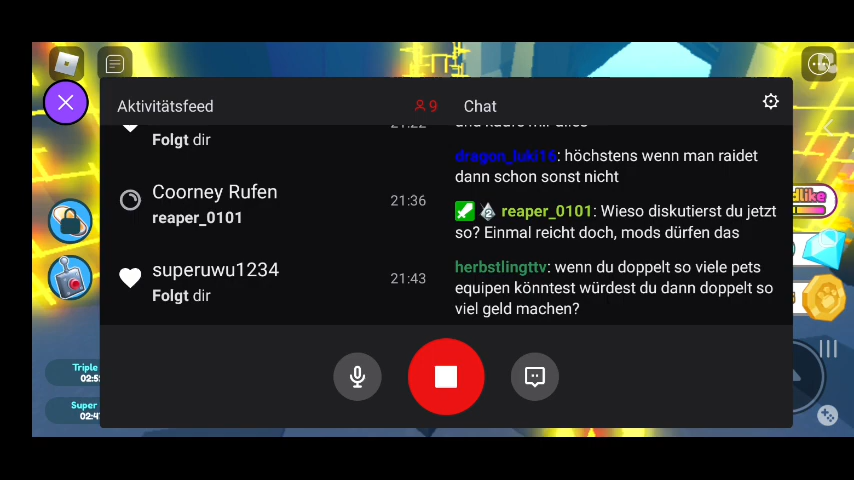 Aktivitätsfeed
9
Chat
Folgt dir
Coorney Rufen
21:36
reaper_0101
superuwu1234
21:43
Folgt dir
dragon_luki16: höchstens wenn man raidet
dann schon sonst nicht
2
reaper_0101: Wieso diskutierst du jetzt
so? Einmal reicht doch, mods dürfen das
herbstlingttv: wenn du doppelt so viele pets
equipen könntest würdest du dann doppelt so
viel geld machen?
Triple
Super